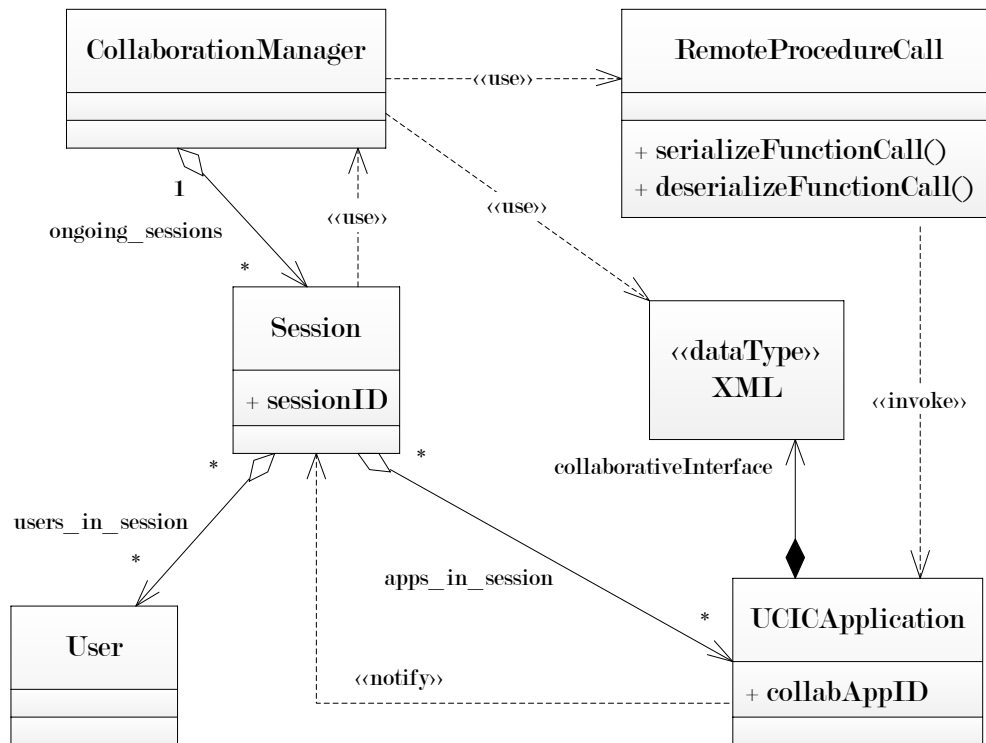 CollaborationManager
RemoteProcedureCall
‹‹use››
+ serializeFunctionCall()
+ deserializeFunctionCall()
1
‹‹use››
‹‹use››
ongoing_sessions
*
Session
+ sessionID
‹‹dataType››
XML
‹‹invoke››
*
*
collaborativeInterface
users_in_session
*
apps_in_session
*
User
UCICApplication
‹‹notify››
+ collabAppID